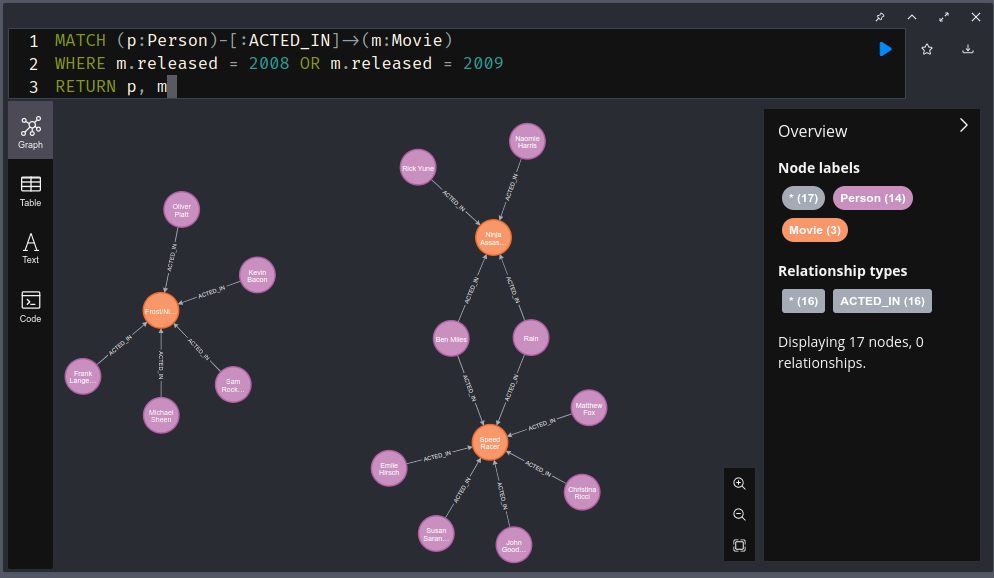 1 MATCH (p:Person)-[:ACTED_IN]->(m:Movie)
2 WHERE m.released = 2008 OR m.released = 2009
3 RETURN p, m
Graph
Table
Text
Code
Naomie
Harris
Rick Yune
ACTED_IN
ACTED_IN
Oliver
Platt
Ninja
Assas...
ACTED_IN
Kevin
Bacon
ACTED_IN
ACTED_IN
ACTED_IN
Frost/Ni...
Ben Miles
Rain
ACTED_IN
ACTED_IN
ACTED_IN
Frank
Lange...
Sam
Rock...
Michael
Sheen
ACTED_IN
ACTED_IN
Matthew
Fox
ACTED_IN
Speed
Racer
Emile
Hirsch
ACTED_IN
ACTED_IN
ACTED_IN
ACTED_IN
Christina
Ricci
Susan
Saran...
John
Good...
Overview
Node labels
* (17)
Person (14)
Movie (3)
Relationship types
* (16)
ACTED_IN (16)
Displaying 17 nodes, 0
relationships.